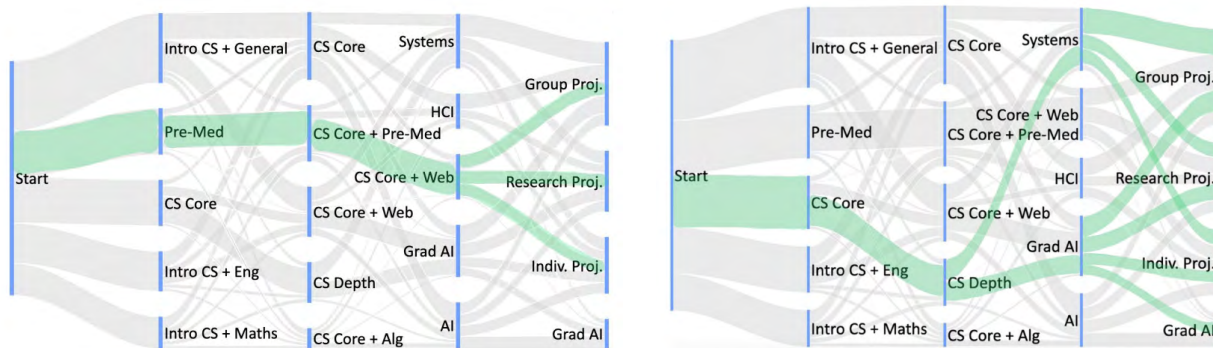 Start
Intro CS + General
Pre-Med
CS Core
Intro CS + Eng
Intro CS + Maths
CS Core
CS Core + Pre-Med
CS Core + Web
CS Depth
CS Core + Alg
Systems
HCI
CS Core + Web
Grad AI
AI
Group Proj.
Research Proj.
Indiv. Proj.
Grad AI
Start
Intro CS + General
Pre-Med
CS Core
Intro CS + Eng
Intro CS + Maths
CS Core
CS Core + Pre-Med
CS Core + Web
CS Depth
CS Core + Alg
Systems
CS Core + Web
HCI
Grad AI
AI
Group Proj.
Research Proj.
Indiv. Proj.
Grad AI